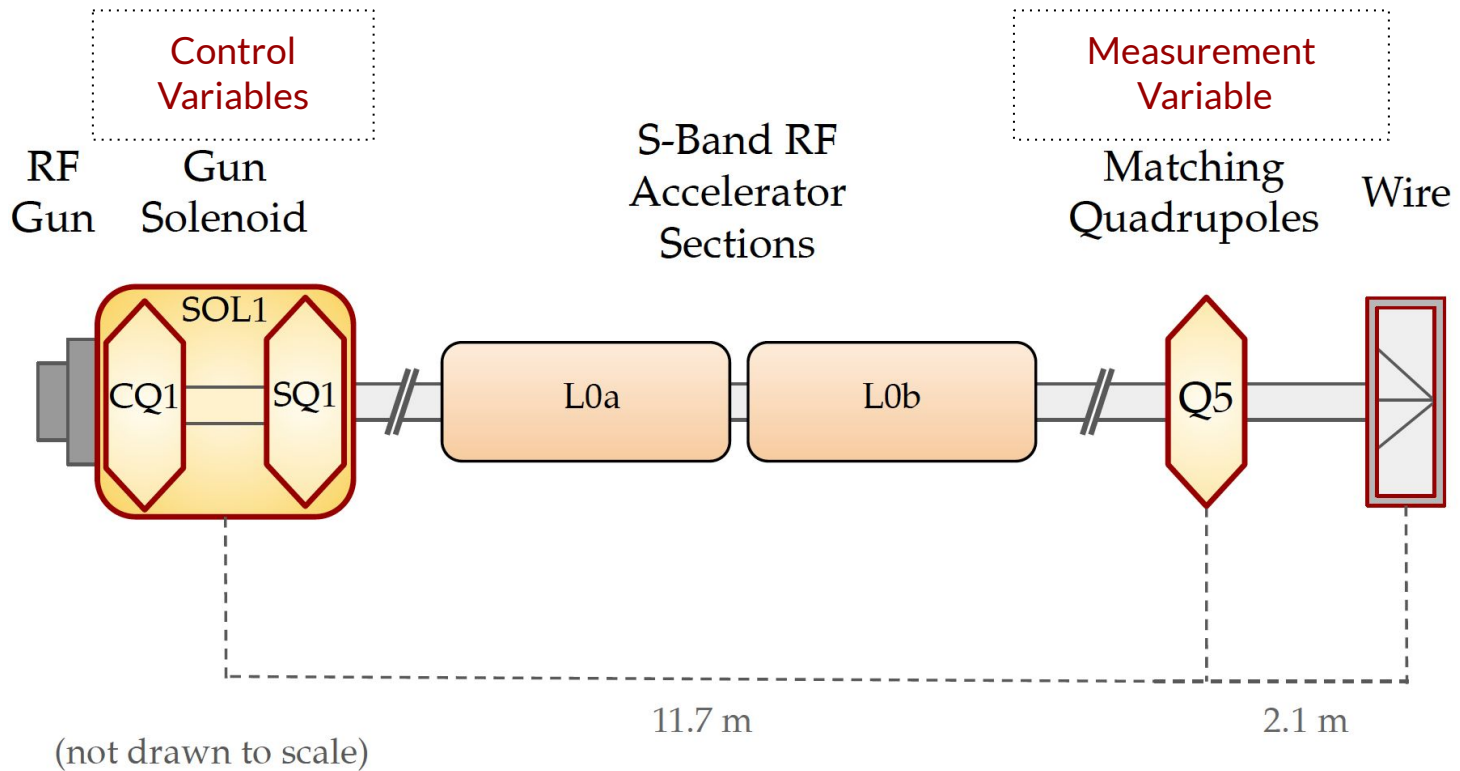 Control
Variables
Measurement
Variable
RF
Gun
Gun
Solenoid
S-Band RF
Accelerator
Sections
Matching
Quadrupoles
Wire
SOL1
CQ1
SQ1
L0a
L0b
Q5
11.7 m
2.1 m
(not drawn to scale)